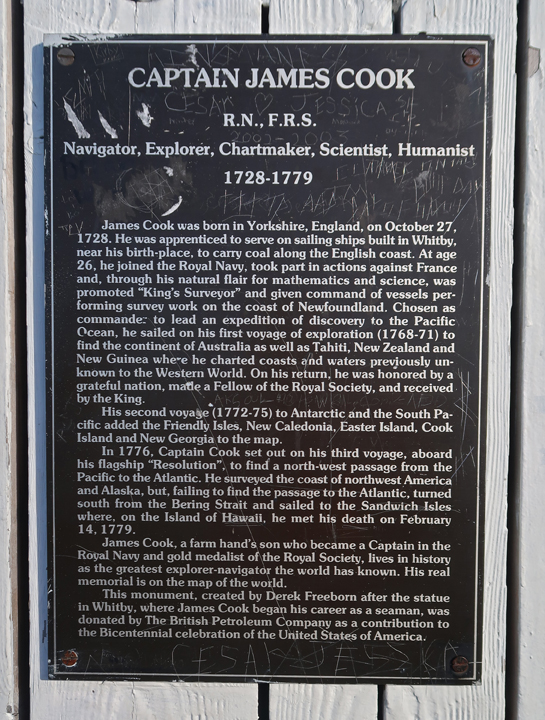 CAPTAIN JAMES COOK
CESAR ♡ JESSICA
R.N., F.R.S.
2002-2003
Navigator, Explorer, Chartmaker, Scientist, Humanist
1728-1779
James Cook was born in Yorkshire, England, on October 27,
1728. He was apprenticed to serve on sailing ships built in Whitby,
near his birth-place, to carry coal along the English coast. At age
26, he joined the Royal Navy, took part in actions against France
and, through his natural flair for mathematics and science, was
promoted "King's Surveyor" and given command of vessels per-
forming survey work on the coast of Newfoundland. Chosen as
commander to lead an expedition of discovery to the Pacific
Ocean, he sailed on his first voyage of exploration (1768-71) to
find the continent of Australia as well as Tahiti, New Zealand and
New Guinea where he charted coasts and waters previously un-
known to the Western World. On his return, he was honored by a
grateful nation, made a Fellow of the Royal Society, and received
by the King.
His second voyage (1772-75) to Antarctic and the South Pa-
cific added the Friendly Isles, New Caledonia, Easter Island, Cook
Island and New Georgia to the map.
In 1776, Captain Cook set out on his third voyage, aboard
his flagship "Resolution", to find a north-west passage from the
Pacific to the Atlantic. He surveyed the coast of northwest America
and Alaska, but, failing to find the passage to the Atlantic, turned
south from the Bering Strait and sailed to the Sandwich Isles
where, on the Island of Hawaii, he met his death on February
14, 1779.
James Cook, a farm hand's son who became a Captain in the
Royal Navy and gold medalist of the Royal Society, lives in history
as the greatest explorer-navigator the world has known. His real
memorial is on the map of the world.
This monument, created by Derek Freeborn after the statue
in Whitby, where James Cook began his career as a seaman, was
donated by The British Petroleum Company as a contribution to
the Bicentennial celebration of the United States of America.